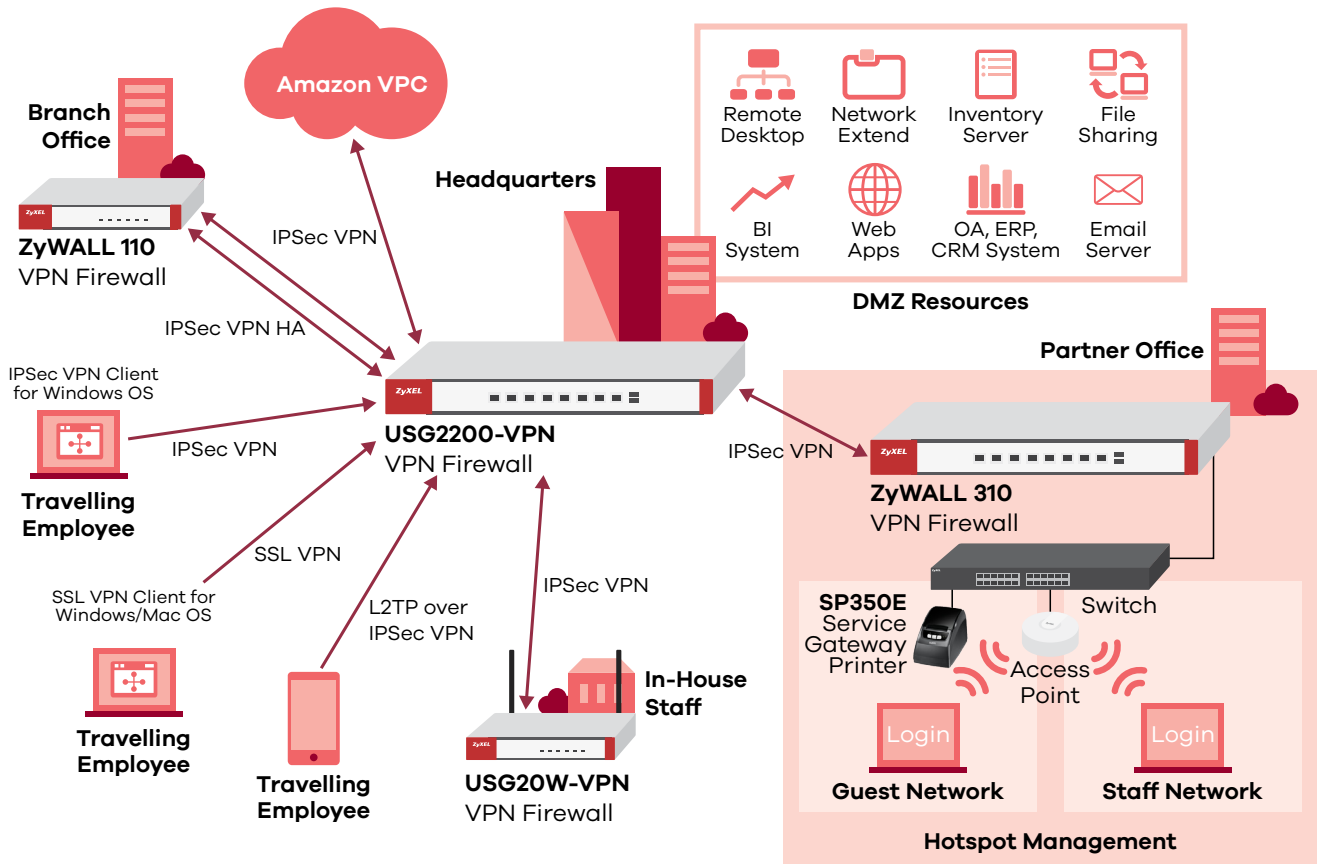 Amazon VPC
Branch
Office
ZyXEL
ZyWALL 110
VPN Firewall
IPSec VPN
IPSec VPN HA
Headquarters
Remote
Desktop
Network
Extend
Inventory
Server
File
Sharing
BI
System
Web
Apps
OA, ERP,
CRM System
Email
Server
DMZ Resources
ZyXEL
USG2200-VPN
VPN Firewall
IPSec VPN Client
for Windows OS
IPSec VPN
Travelling
Employee
SSL VPN
SSL VPN Client for
Windows/Mac OS
Travelling
Employee
L2TP over
IPSec VPN
Travelling
Employee
IPSec VPN
In-House
Staff
ZyXEL
USG20W-VPN
VPN Firewall
IPSec VPN
Partner Office
ZyXEL
ZyWALL 310
VPN Firewall
Switch
SP350E
Service
Gateway
Printer
Access
Point
Login
Guest Network
Login
Staff Network
Hotspot Management